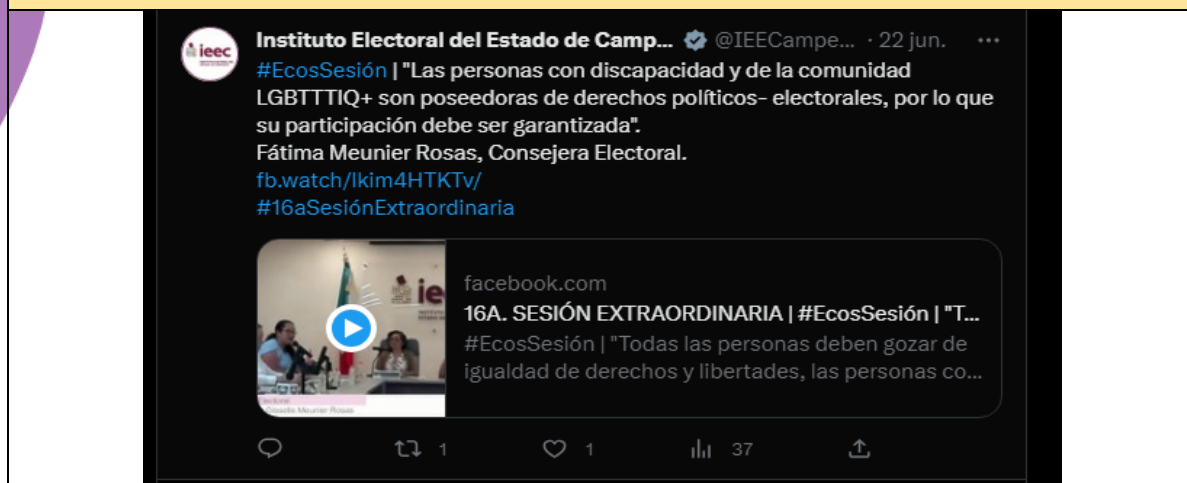 ieec
Instituto Electoral del Estado de Camp... @IEECampe... · 22 jun. ···
#EcosSesión | "Las personas con discapacidad y de la comunidad
LGBTTTIQ+ son poseedoras de derechos políticos- electorales, por lo que
su participación debe ser garantizada".
Fátima Meunier Rosas, Consejera Electoral.
fb.watch/lkim4HTKTv/
#16aSesiónExtraordinaria
ie
facebook.com
16A. SESIÓN EXTRAORDINARIA | #EcosSesión | "T...
#EcosSesión | "Todas las personas deben gozar de
igualdad de derechos y libertades, las personas co...
Meunier Rosas
1 1 37